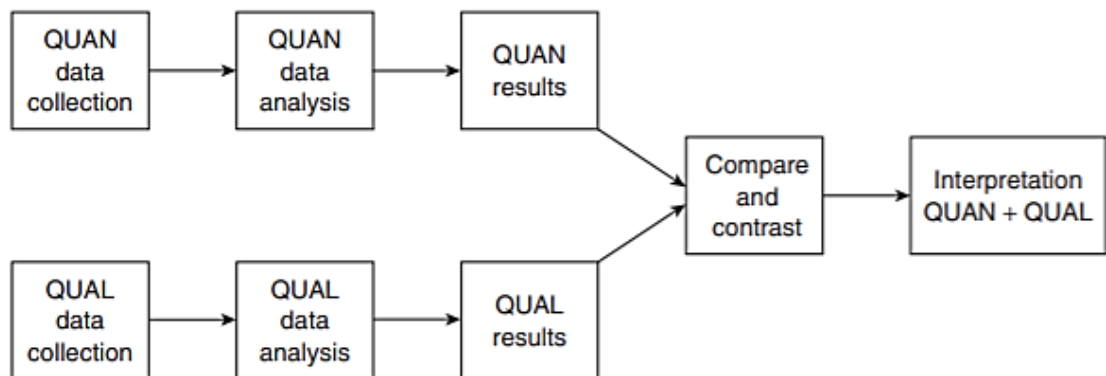 QUAN
data
collection
QUAN
data
analysis
QUAN
results
Compare
and
contrast
Interpretation
QUAN + QUAL
QUAL
data
collection
QUAL
data
analysis
QUAL
results